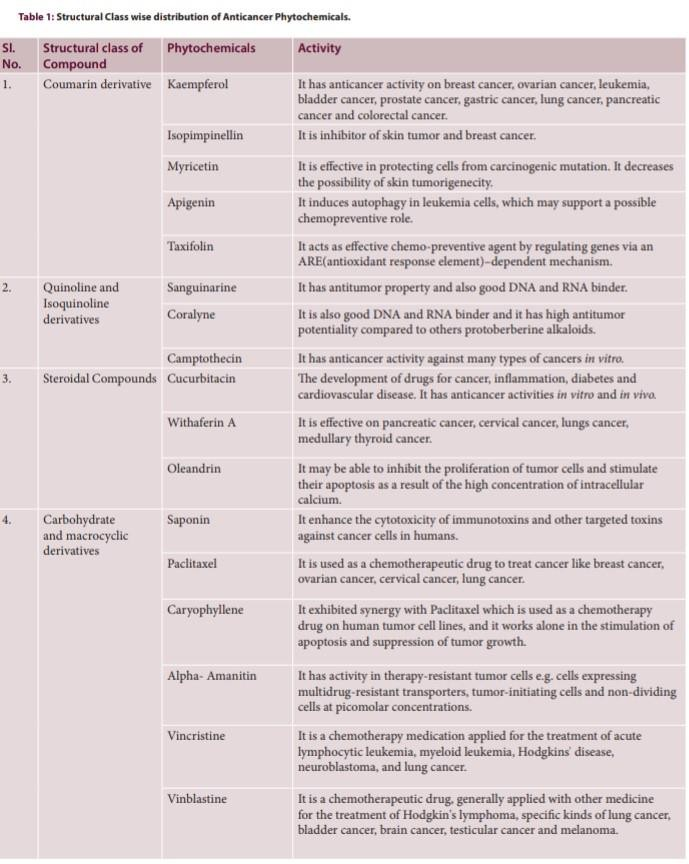 Table 1: Structural Class wise distribution of Anticancer Phytochemicals.
Sl. No. Structural class of Compound Phytochemicals Activity
1. Coumarin derivative Kaempferol It has anticancer activity on breast cancer, ovarian cancer, leukemia,
bladder cancer, prostate cancer, gastric cancer, lung cancer, pancreatic
cancer and colorectal cancer.
Isopimpinellin It is inhibitor of skin tumor and breast cancer.
Myricetin It is effective in protecting cells from carcinogenic mutation. It decreases
the possibility of skin tumorigenecity.
Apigenin It induces autophagy in leukemia cells, which may support a possible
chemopreventive role.
Taxifolin It acts as effective chemo-preventive agent by regulating genes via an
ARE(antioxidant response element)–dependent mechanism.
2. Quinoline and Isoquinoline derivatives Sanguinarine It has antitumor property and also good DNA and RNA binder.
Coralyne It is also good DNA and RNA binder and it has high antitumor
potentiality compared to others protoberberine alkaloids.
Camptothecin It has anticancer activity against many types of cancers in vitro.
3. Steroidal Compounds Cucurbitacin The development of drugs for cancer, inflammation, diabetes and
cardiovascular disease. It has anticancer activities in vitro and in vivo.
Withaferin A It is effective on pancreatic cancer, cervical cancer, lungs cancer,
medullary thyroid cancer.
Oleandrin It may be able to inhibit the proliferation of tumor cells and stimulate
their apoptosis as a result of the high concentration of intracellular
calcium.
4. Carbohydrate and macrocyclic derivatives Saponin It enhance the cytotoxicity of immunotoxins and other targeted toxins
against cancer cells in humans.
Paclitaxel It is used as a chemotherapeutic drug to treat cancer like breast cancer,
ovarian cancer, cervical cancer, lung cancer.
Caryophyllene It exhibited synergy with Paclitaxel which is used as a chemotherapy
drug on human tumor cell lines, and it works alone in the stimulation of
apoptosis and suppression of tumor growth.
Alpha- Amanitin It has activity in therapy-resistant tumor cells e.g. cells expressing
multidrug-resistant transporters, tumor-initiating cells and non-dividing
cells at picomolar concentrations.
Vincristine It is a chemotherapy medication applied for the treatment of acute
lymphocytic leukemia, myeloid leukemia, Hodgkins' disease,
neuroblastoma, and lung cancer.
Vinblastine It is a chemotherapeutic drug, generally applied with other medicine
for the treatment of Hodgkin's lymphoma, specific kinds of lung cancer,
bladder cancer, brain cancer, testicular cancer and melanoma.